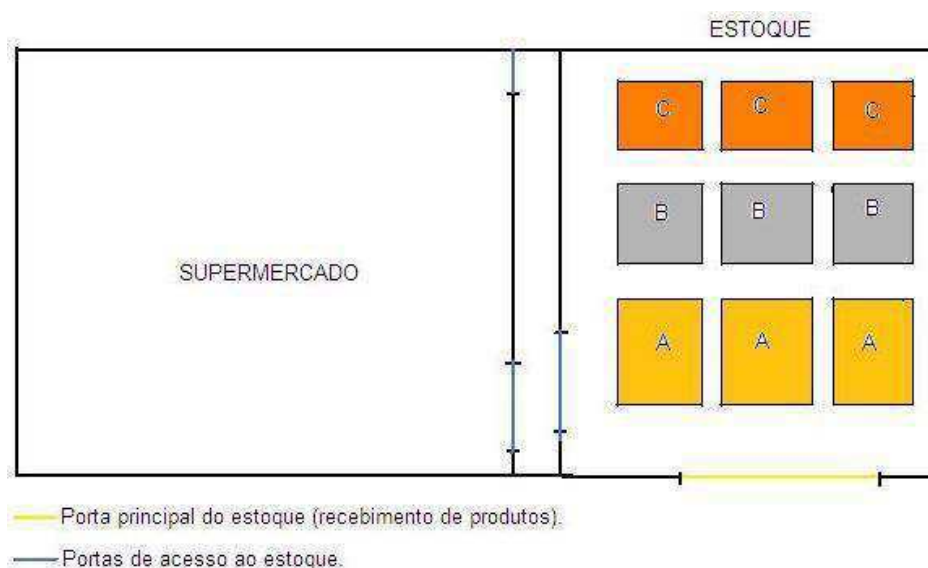 ESTOQUE
C C C
B B B
SUPERMERCADO
A A A
Porta principal do estoque (recebimento de produtos).
Portas de acesso ao estoque.